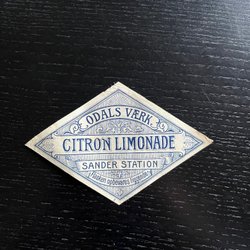 ODALS VÆRK.
CITRON LIMONADE
SANDER STATION